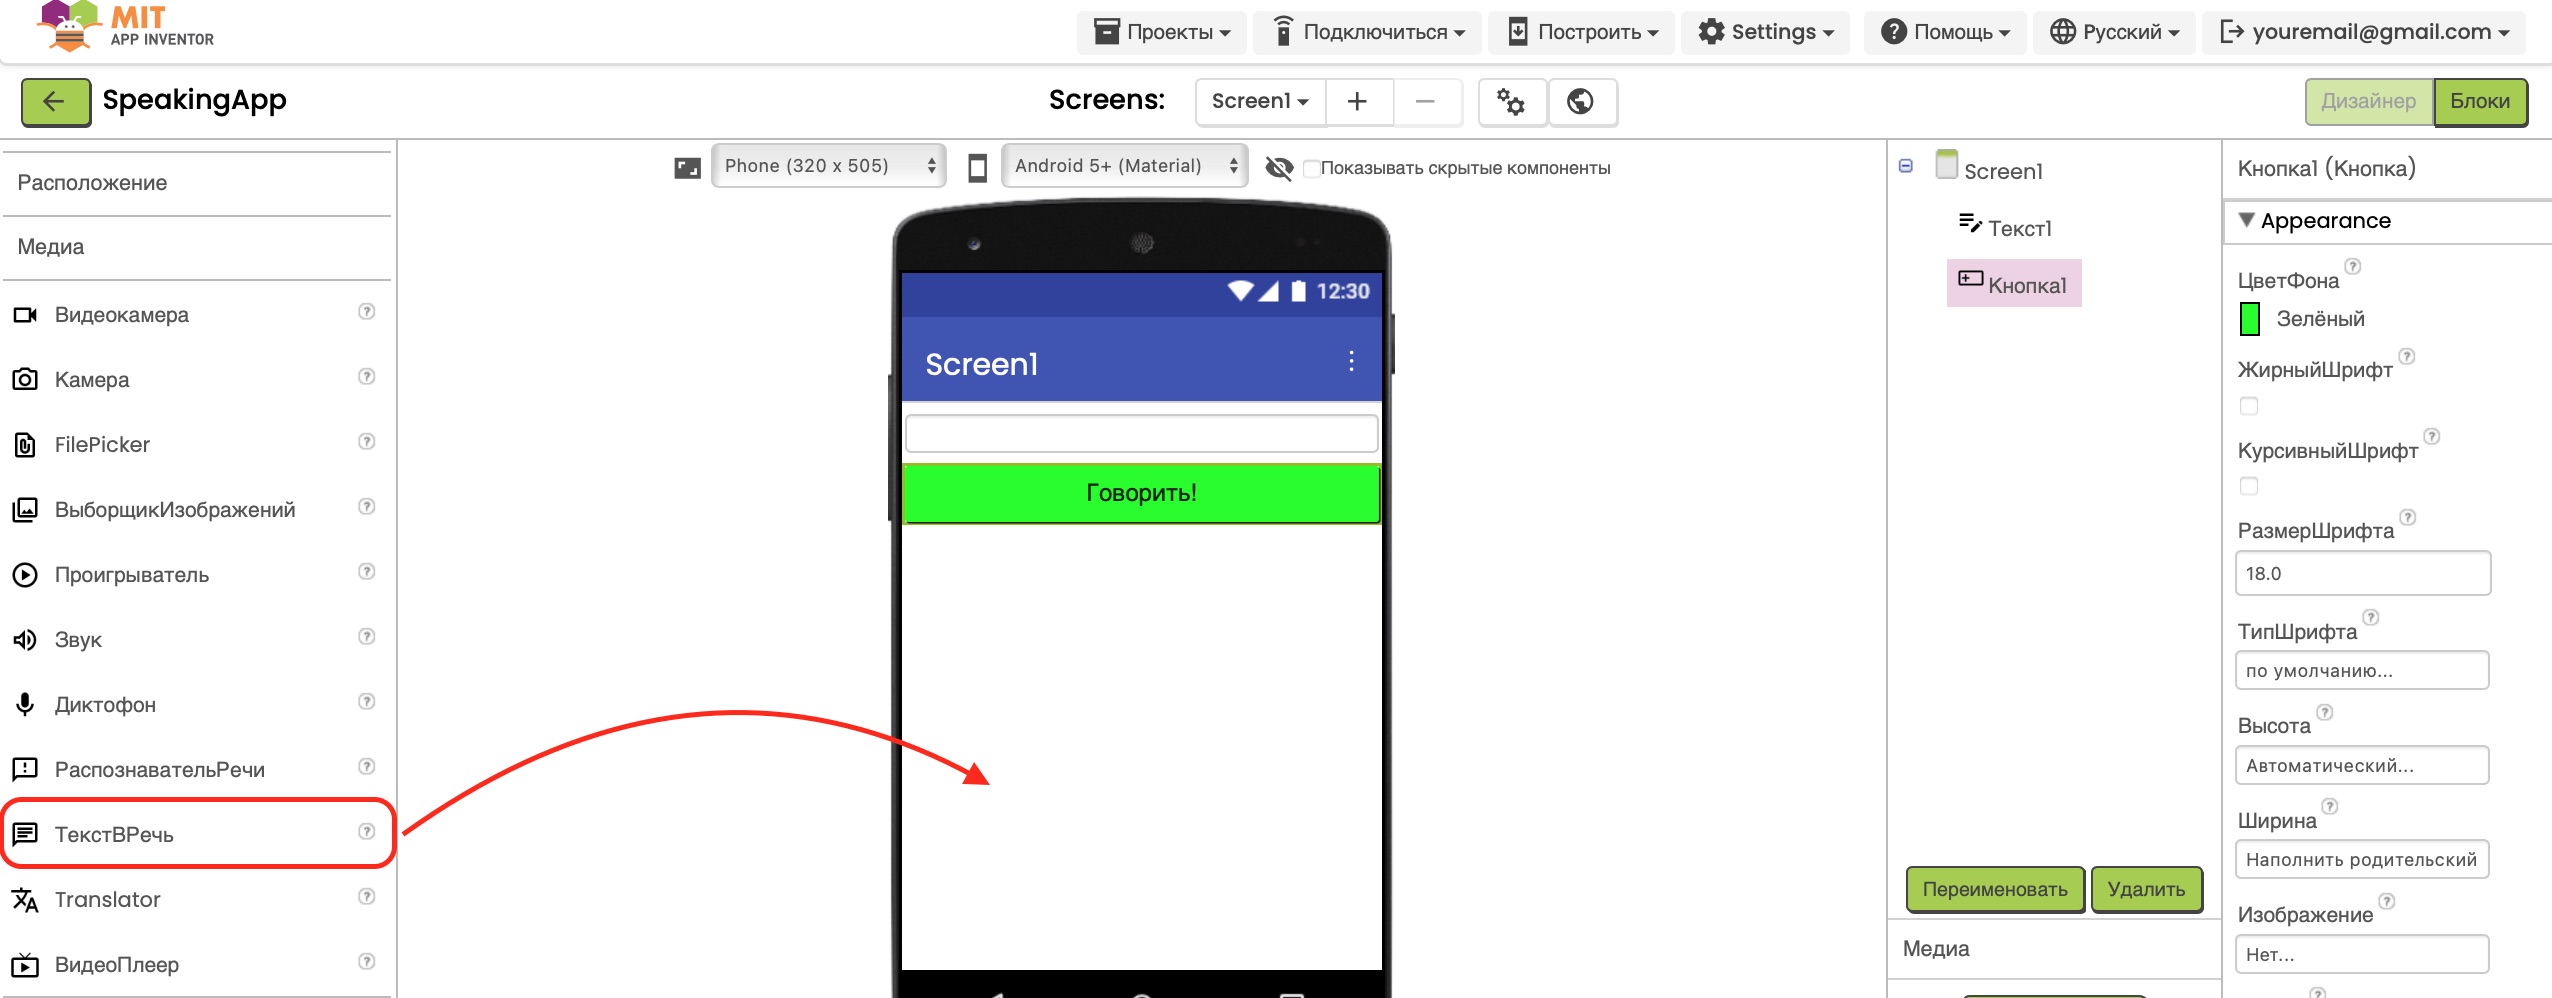 MIT
APP INVENTOR
Проекты
Подключиться
Построить
Settings
Помощь
Русский
youremail@gmail.com
SpeakingApp
Screens:
Screen1
Дизайнер
Блоки
Расположение
Медиа
Видеокамера
Камера
FilePicker
ВыборщикИзображений
Проигрыватель
Звук
Диктофон
РаспознавательРечи
ТекстВРечь
Translator
ВидеоПлеер
Phone (320 x 505)
Android 5+ (Material)
Показывать скрытые компоненты
12:30
Screen1
Говорить!
Screen1
Текст1
Кнопка1
Переименовать
Удалить
Медиа
Кнопка1 (Кнопка)
Appearance
ЦветФона
Зелёный
ЖирныйШрифт
КурсивныйШрифт
РазмерШрифта
18.0
ТипШрифта
по умолчанию...
Высота
Автоматический...
Ширина
Наполнить родительский
Изображение
Нет...